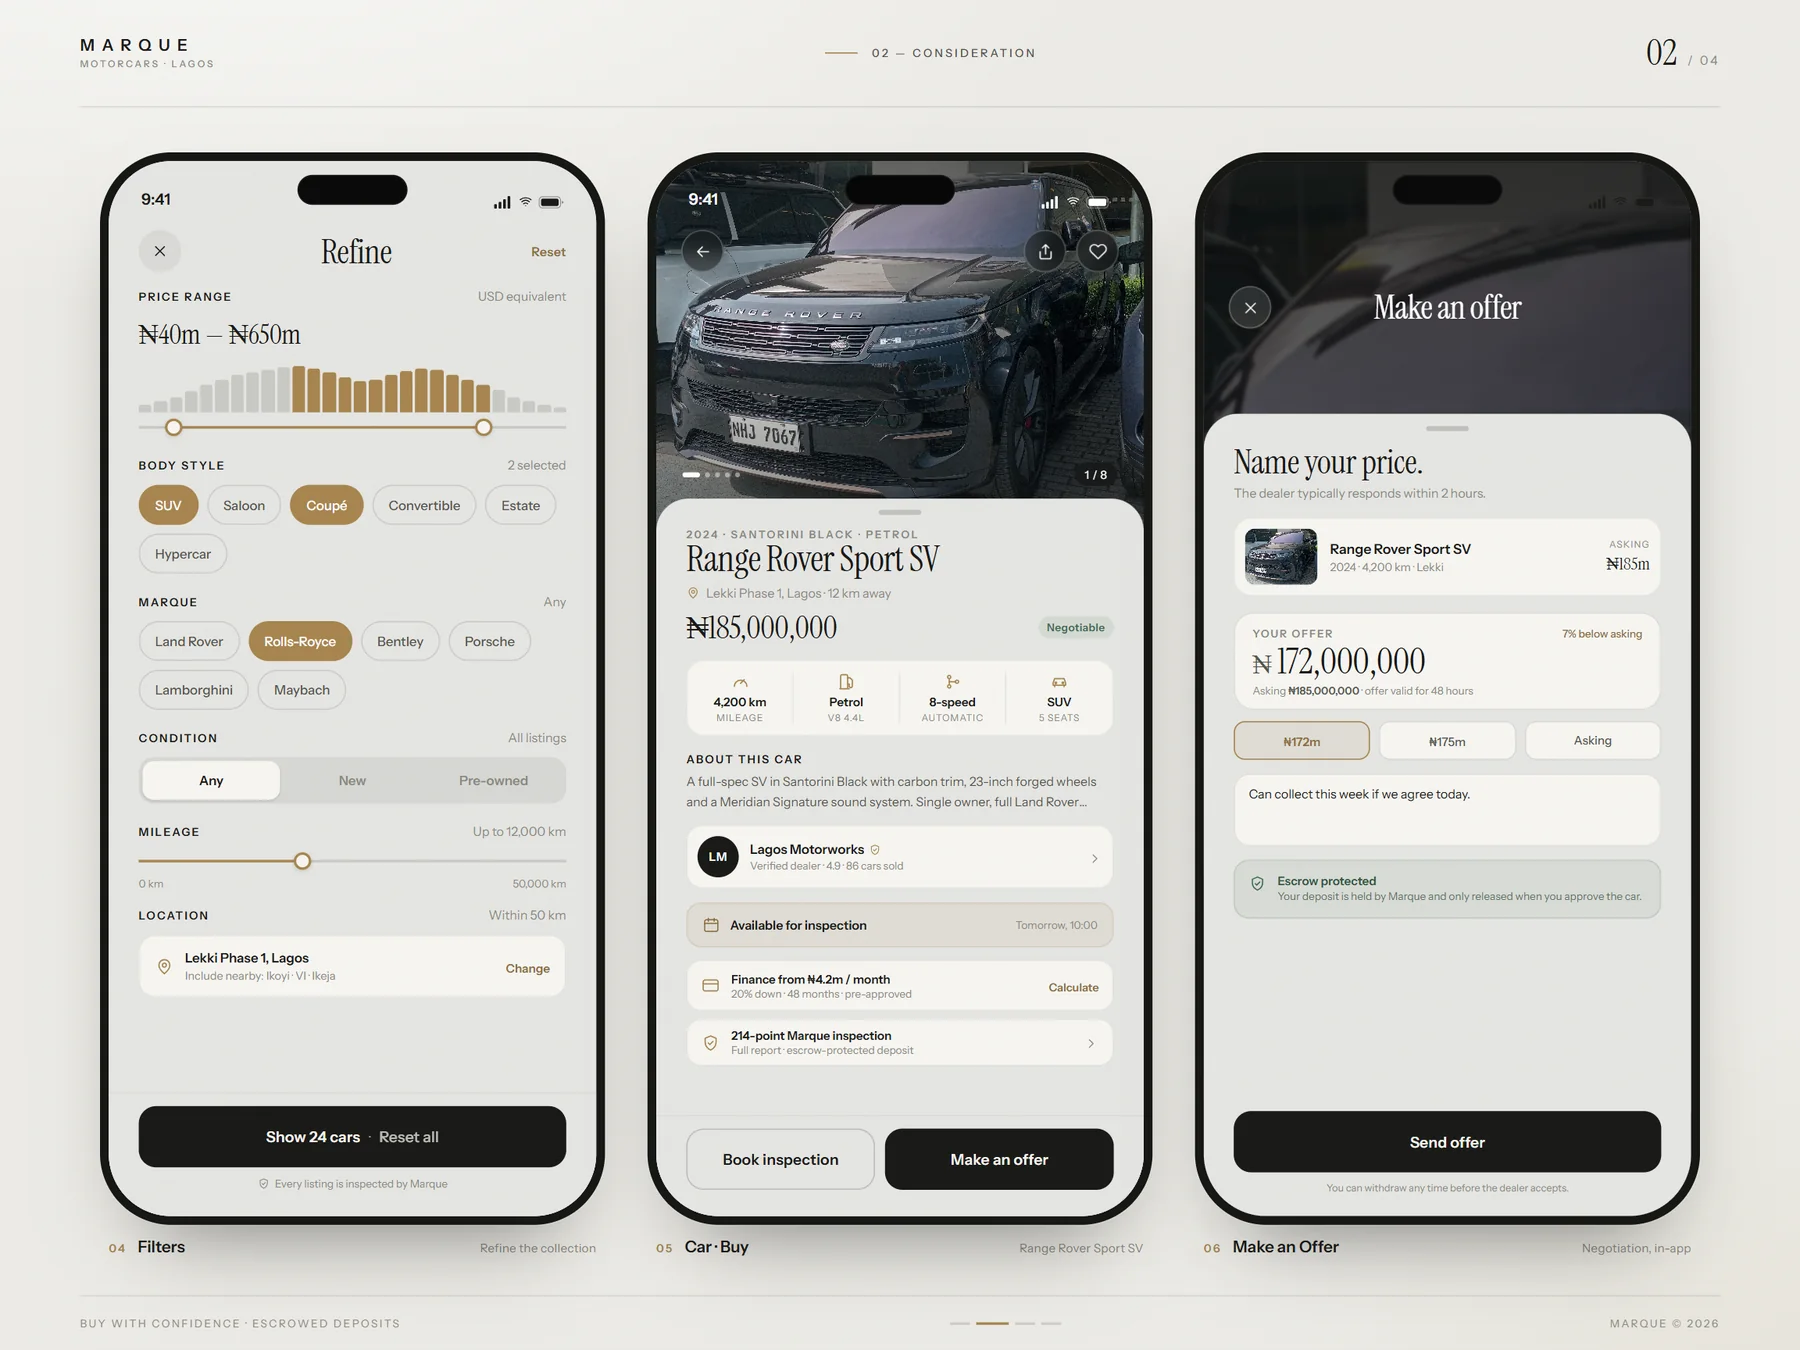 MARQUE
MOTORCARS · LAGOS
02 — CONSIDERATION
02 / 04
9:41
Refine
Reset
PRICE RANGE
USD equivalent
₦40m — ₦650m
BODY STYLE
2 selected
SUV
Saloon
Coupé
Convertible
Estate
Hypercar
MARQUE
Any
Land Rover
Rolls-Royce
Bentley
Porsche
Lamborghini
Maybach
CONDITION
All listings
Any
New
Pre-owned
MILEAGE
Up to 12,000 km
0 km
50,000 km
LOCATION
Within 50 km
Lekki Phase 1, Lagos
Include nearby: Ikoyi · VI · Ikeja
Change
Show 24 cars · Reset all
Every listing is inspected by Marque
04 Filters
Refine the collection
9:41
RANGE ROVER
NHJ 7067
1 / 8
2024 · SANTORINI BLACK · PETROL
Range Rover Sport SV
Lekki Phase 1, Lagos · 12 km away
₦185,000,000
Negotiable
4,200 km
MILEAGE
Petrol
V8 4.4L
8-speed
AUTOMATIC
SUV
5 SEATS
ABOUT THIS CAR
A full-spec SV in Santorini Black with carbon trim, 23-inch forged wheels
and a Meridian Signature sound system. Single owner, full Land Rover...
LM
Lagos Motorworks
Verified dealer · 4.9 · 86 cars sold
Available for inspection
Tomorrow, 10:00
Finance from ₦4.2m / month
20% down · 48 months · pre-approved
Calculate
214-point Marque inspection
Full report · escrow-protected deposit
Book inspection
Make an offer
05 Car · Buy
Range Rover Sport SV
Make an offer
Name your price.
The dealer typically responds within 2 hours.
Range Rover Sport SV
2024 · 4,200 km · Lekki
ASKING
₦185m
YOUR OFFER
7% below asking
₦ 172,000,000
Asking ₦185,000,000 · offer valid for 48 hours
₦172m
₦175m
Asking
Can collect this week if we agree today.
Escrow protected
Your deposit is held by Marque and only released when you approve the car.
Send offer
You can withdraw any time before the dealer accepts.
06 Make an Offer
Negotiation, in-app
BUY WITH CONFIDENCE · ESCROWED DEPOSITS
MARQUE © 2026